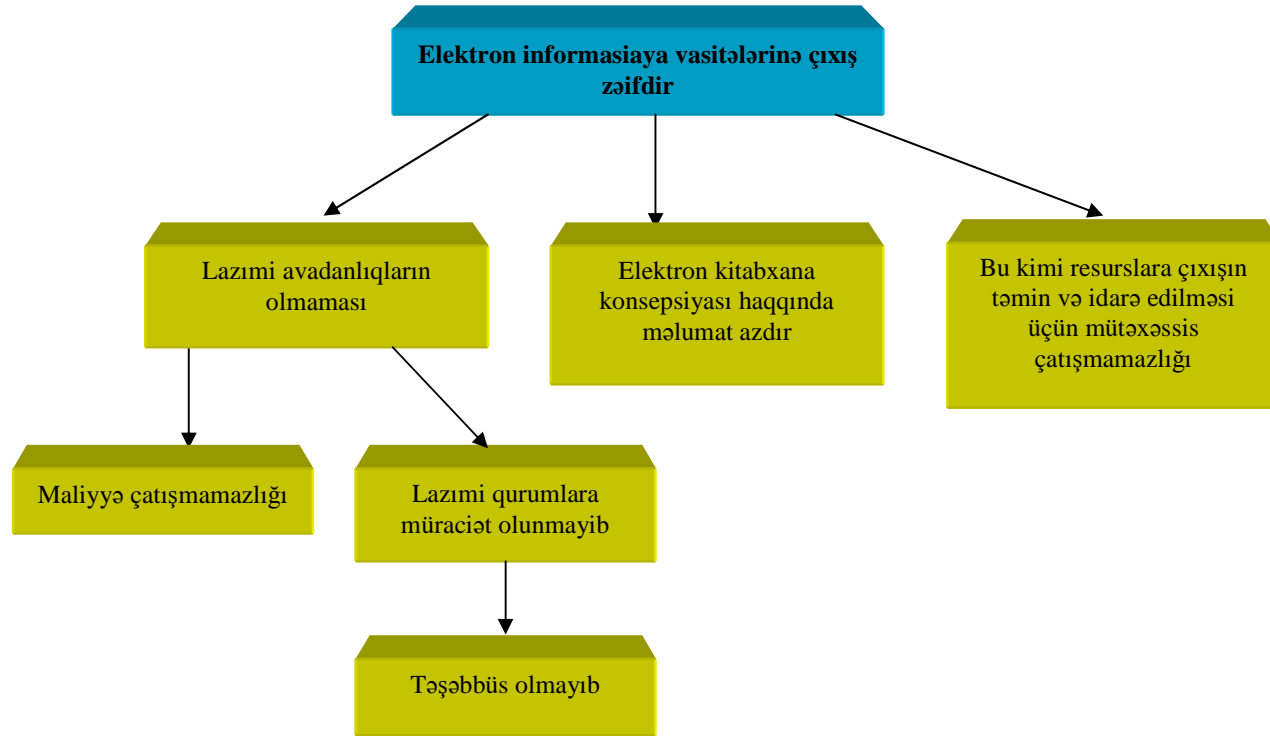 Elektron informasiaya vasitələrinə çıxış
zəifdir
Lazımi avadanlıqların
olmaması
Elektron kitabxana
konsepsiyası haqqında
məlumat azdır
Bu kimi resurslara çıxışın
təmin və idarə edilməsi
üçün mütəxəssis
çatışmamazlığı
Maliyyə çatışmamazlığı
Lazımi qurumlara
müraciət olunmayib
Təşəbbüs olmayıb